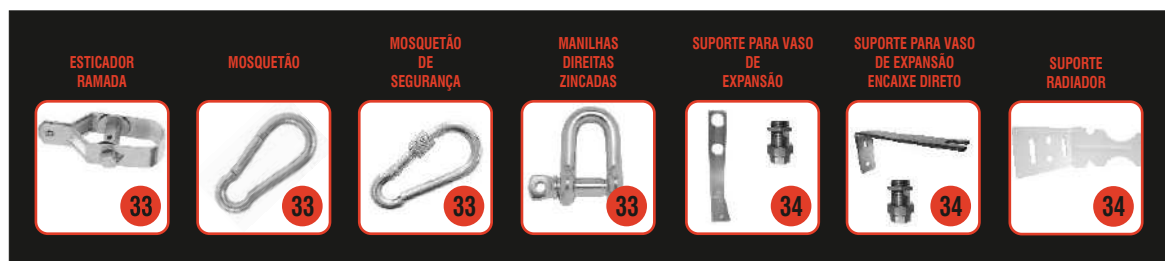 ESTICADOR
RAMADA
MOSQUETÃO
MOSQUETÃO
DE
SEGURANÇA
MANILHAS
DIREITAS
ZINCADAS
SUPORTE PARA VASO
DE
EXPANSÃO
SUPORTE PARA VASO
DE EXPANSÃO
ENCAIXE DIRETO
SUPORTE
RADIADOR
33
33
33
33
34
34
34